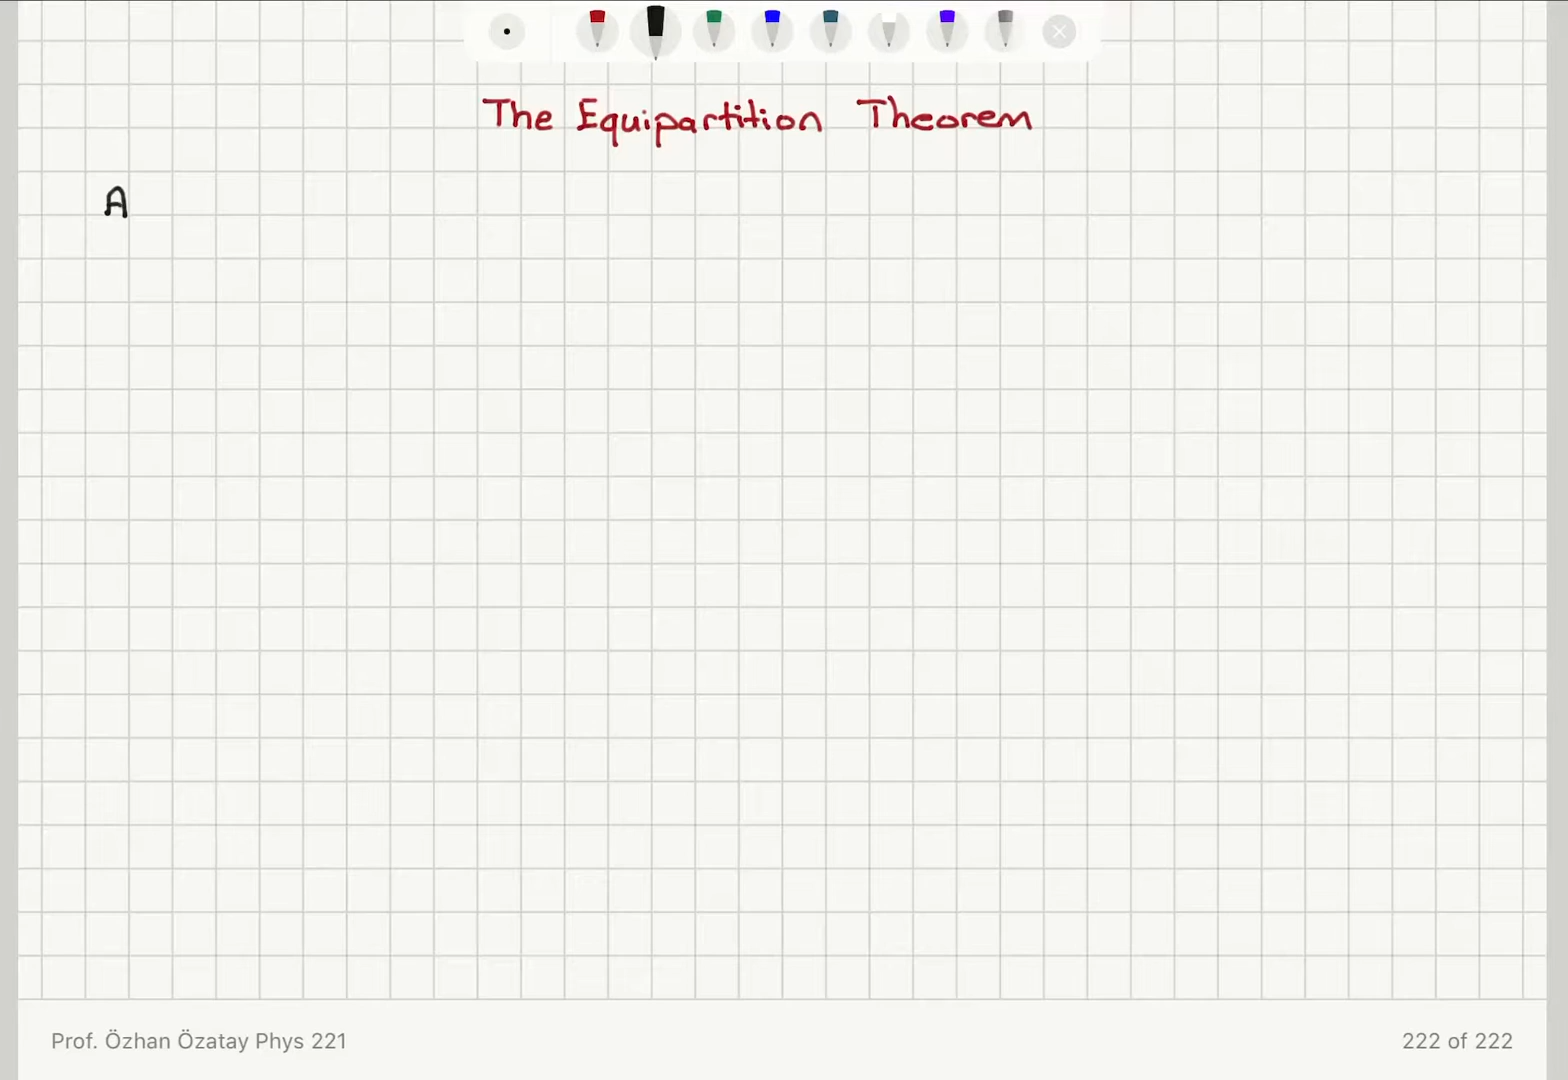 The Equipartition Theorem
A
Prof. Özhan Özatay Phys 221
222 of 222